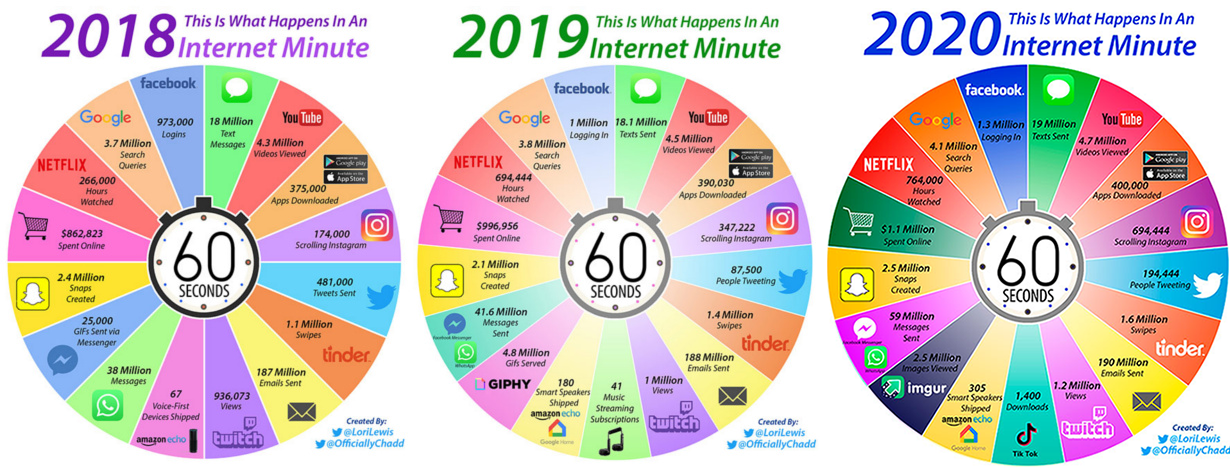 2018 This Is What Happens In An
Internet Minute
facebook
973,000
Logins
18 Million
Text
Messages
YouTube
4.3 Million
Videos Viewed
Google play
App Store
375,000
Apps Downloaded
174,000
Scrolling Instagram
481,000
Tweets Sent
1.1 Million
Swipes
tinder
187 Million
Emails Sent
936,073
Views
twitch
67
Voice-First
Devices Shipped
amazon echo
38 Million
Messages
25,000
GIFs Sent via
Messenger
2.4 Million
Snaps
Created
$862,823
Spent Online
NETFLIX
266,000
Hours
Watched
Google
3.7 Million
Search
Queries
60
SECONDS
Created By:
@LoriLewis
@OfficiallyChadd
2019 This Is What Happens In An
Internet Minute
facebook
1 Million
Logging In
18.1 Million
Texts Sent
YouTube
4.5 Million
Videos Viewed
Google play
App Store
390,030
Apps Downloaded
347,222
Scrolling Instagram
87,500
People Tweeting
1.4 Million
Swipes
tinder
188 Million
Emails Sent
1 Million
Views
twitch
41
Music
Streaming
Subscriptions
180
Smart Speakers
Shipped
amazon echo
Google Home
4.8 Million
Gifs Served
GIPHY
41.6 Million
Messages
Sent
Facebook Messenger
WhatsApp
2.1 Million
Snaps
Created
$996,956
Spent Online
NETFLIX
694,444
Hours
Watched
Google
3.8 Million
Search
Queries
60
SECONDS
Created By:
@LoriLewis
@OfficiallyChadd
2020 This Is What Happens In An
Internet Minute
facebook
1.3 Million
Logging In
19 Million
Texts Sent
YouTube
4.7 Million
Videos Viewed
Google play
App Store
400,000
Apps Downloaded
694,444
Scrolling Instagram
194,444
People Tweeting
1.6 Million
Swipes
tinder
190 Million
Emails Sent
1.2 Million
Views
twitch
1,400
Downloads
Tik Tok
305
Smart Speakers
Shipped
amazon echo
Google Home
2.5 Million
Images Viewed
imgur
59 Million
Messages
Sent
Facebook Messenger
WhatsApp
2.5 Million
Snaps
Created
$1.1 Million
Spent Online
NETFLIX
764,000
Hours
Watched
Google
4.1 Million
Search
Queries
60
SECONDS
Created By:
@LoriLewis
@OfficiallyChadd